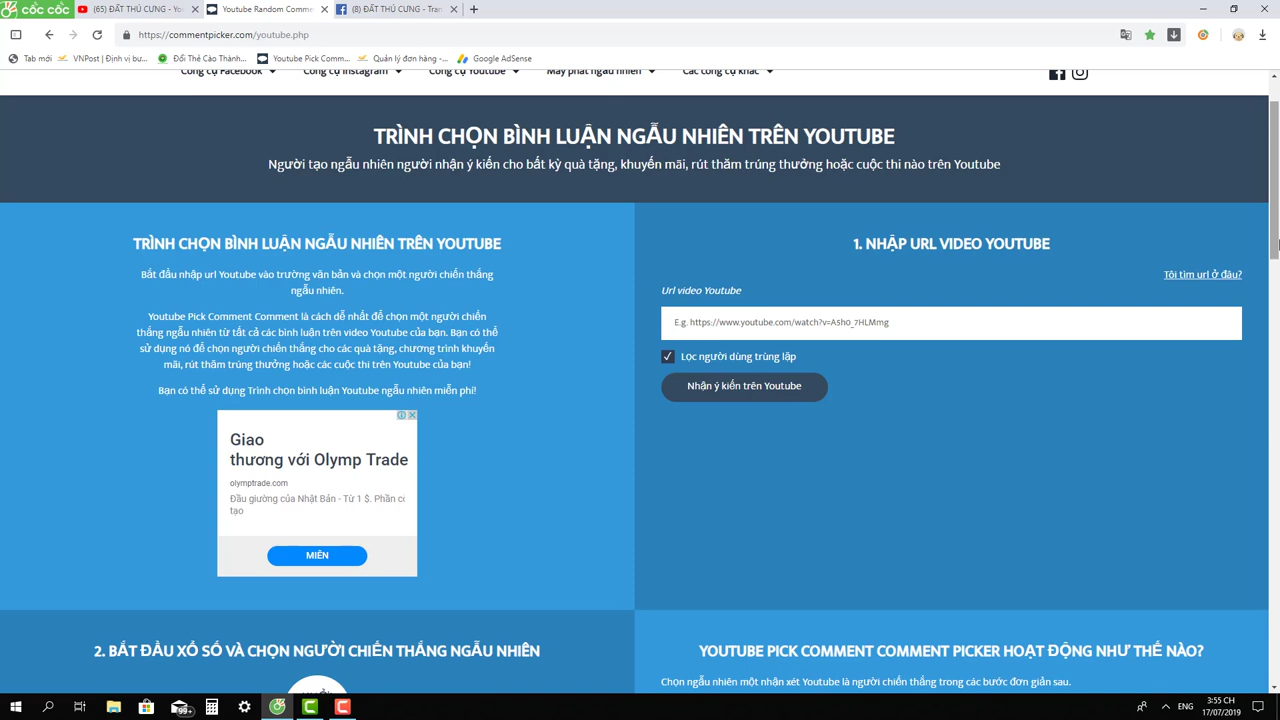 CỐC CỐC
(65) ĐẤT THÚ CƯNG - Yo
Youtube Random Comme
(8) ĐẤT THÚ CƯNG - Tran
https://commentpicker.com/youtube.php
Tab mới
VNPost | Định vị bư...
Đổi Thẻ Cào Thành...
Youtube Pick Comm...
Quản lý đơn hàng -...
Google AdSense
Công cụ Facebook
Công cụ Instagram
Công cụ Youtube
Máy phát ngẫu nhiên
Các công cụ khác
TRÌNH CHỌN BÌNH LUẬN NGẪU NHIÊN TRÊN YOUTUBE
Người tạo ngẫu nhiên người nhận ý kiến cho bất kỳ quà tặng, khuyến mãi, rút thăm trúng thưởng hoặc cuộc thi nào trên Youtube
TRÌNH CHỌN BÌNH LUẬN NGẪU NHIÊN TRÊN YOUTUBE
Bắt đầu nhập url Youtube vào trường văn bản và chọn một người chiến thắng
ngẫu nhiên.
Youtube Pick Comment Comment là cách dễ nhất để chọn một người chiến
thắng ngẫu nhiên từ tất cả các bình luận trên video Youtube của bạn. Bạn có thể
sử dụng nó để chọn người chiến thắng cho các quà tặng, chương trình khuyến
mãi, rút thăm trúng thưởng hoặc các cuộc thi trên Youtube của bạn!
Bạn có thể sử dụng Trình chọn bình luận Youtube ngẫu nhiên miễn phí!
Giao
thương với Olymp Trade
olymptrade.com
Đầu giường của Nhật Bản - Từ 1 $. Phần cơ
tạo
MIỄN
1. NHẬP URL VIDEO YOUTUBE
Tôi tìm url ở đâu?
Url video Youtube
E.g. https://www.youtube.com/watch?v=A5h0_7HLMmg
Lọc người dùng trùng lặp
Nhận ý kiến trên Youtube
2. BẮT ĐẦU XỔ SỐ VÀ CHỌN NGƯỜI CHIẾN THẮNG NGẪU NHIÊN
YOUTUBE PICK COMMENT COMMENT PICKER HOẠT ĐỘNG NHƯ THẾ NÀO?
Chọn ngẫu nhiên một nhận xét Youtube là người chiến thắng trong các bước đơn giản sau.
99+
ENG
3:55 CH
17/07/2019